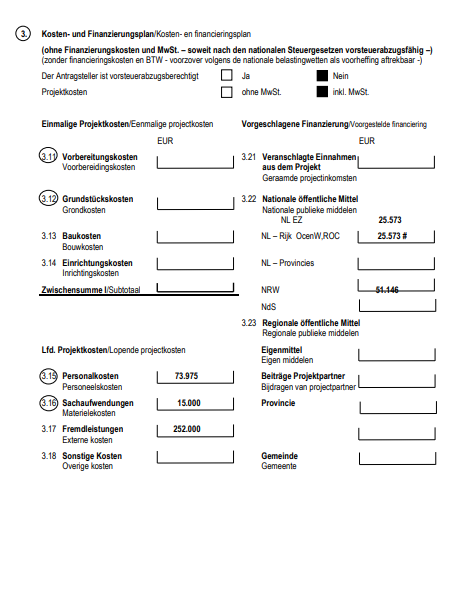 3. Kosten- und Finanzierungsplan/Kosten- en financieringsplan
(ohne Finanzierungskosten und MwSt. – soweit nach den nationalen Steuergesetzen vorsteuerabzugsfähig –)
(zonder financieringskosten en BTW - voorzover volgens de nationale belastingwetten als voorheffing aftrekbaar -)
Der Antragsteller ist vorsteuerabzugsberechtigt Ja Nein
Projektkosten ohne MwSt. inkl. MwSt.
Einmalige Projektkosten/Eenmalige projectkosten
EUR
3.11 Vorbereitungskosten
Voorbereidingskosten
3.12 Grundstückskosten
Grondkosten
3.13 Baukosten
Bouwkosten
3.14 Einrichtungskosten
Inrichtingskosten
Zwischensumme I/Subtotaal
Lfd. Projektkosten/Lopende projectkosten
3.15 Personalkosten 73.975
Personeelskosten
3.16 Sachaufwendungen 15.000
Materielekosten
3.17 Fremdleistungen 252.000
Externe kosten
3.18 Sonstige Kosten
Overige kosten
Vorgeschlagene Finanzierung/Voorgestelde financiering
EUR
3.21 Veranschlagte Einnahmen
aus dem Projekt
Geraamde projectinkomsten
3.22 Nationale öffentliche Mittel
Nationale publieke middelen
NL EZ 25.573
NL – Rijk OcenW,ROC 25.573 #
NL – Provincies
NRW 51.146
NdS
3.23 Regionale öffentliche Mittel
Regionale publieke middelen
Eigenmittel
Eigen middelen
Beiträge Projektpartner
Bijdragen van projectpartner
Provincie
Gemeinde
Gemeente